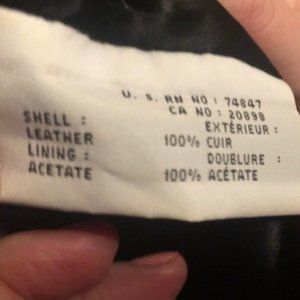 U. S. RN NO : 74847
CA NO : 20898
SHELL : EXTÉRIEUR :
LEATHER 100% CUIR
LINING : DOUBLURE :
ACETATE 100% ACÉTATE